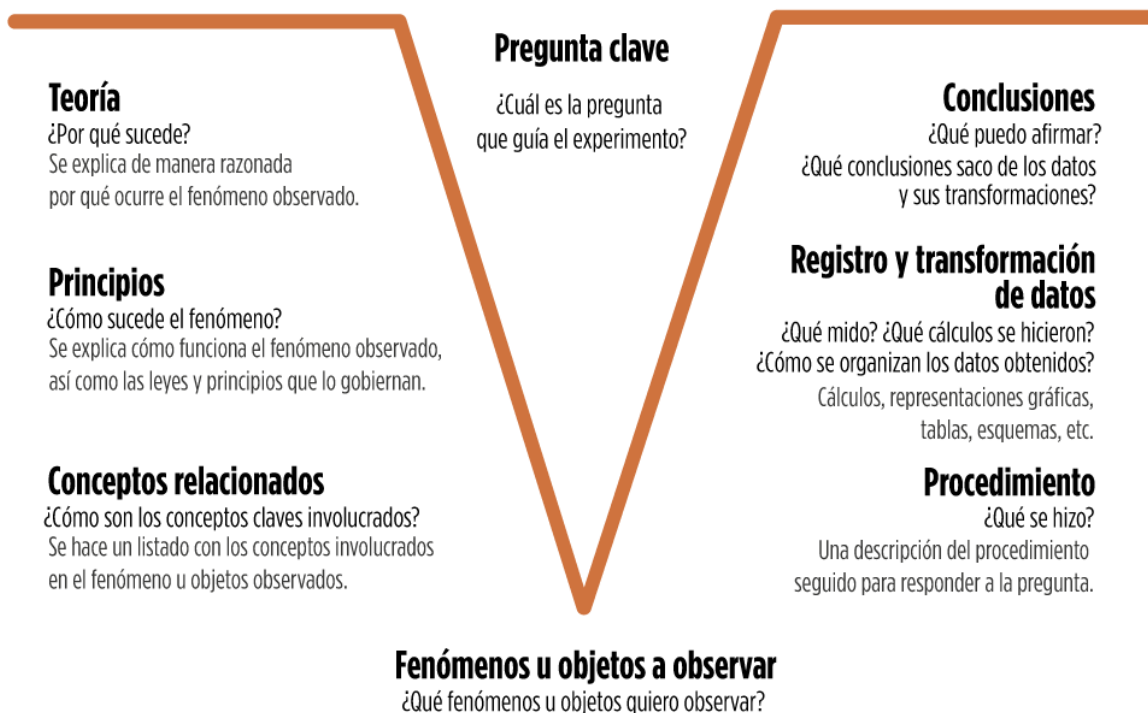 Pregunta clave
¿Cuál es la pregunta
que guía el experimento?
Teoría
¿Por qué sucede?
Se explica de manera razonada
por qué ocurre el fenómeno observado.
Principios
¿Cómo sucede el fenómeno?
Se explica cómo funciona el fenómeno observado,
así como las leyes y principios que lo gobiernan.
Conceptos relacionados
¿Cómo son los conceptos claves involucrados?
Se hace un listado con los conceptos involucrados
en el fenómeno u objetos observados.
Conclusiones
¿Qué puedo afirmar?
¿Qué conclusiones saco de los datos
y sus transformaciones?
Registro y transformación
de datos
¿Qué mido? ¿Qué cálculos se hicieron?
¿Cómo se organizan los datos obtenidos?
Cálculos, representaciones gráficas,
tablas, esquemas, etc.
Procedimiento
¿Qué se hizo?
Una descripción del procedimiento
seguido para responder a la pregunta.
Fenómenos u objetos a observar
¿Qué fenómenos u objetos quiero observar?